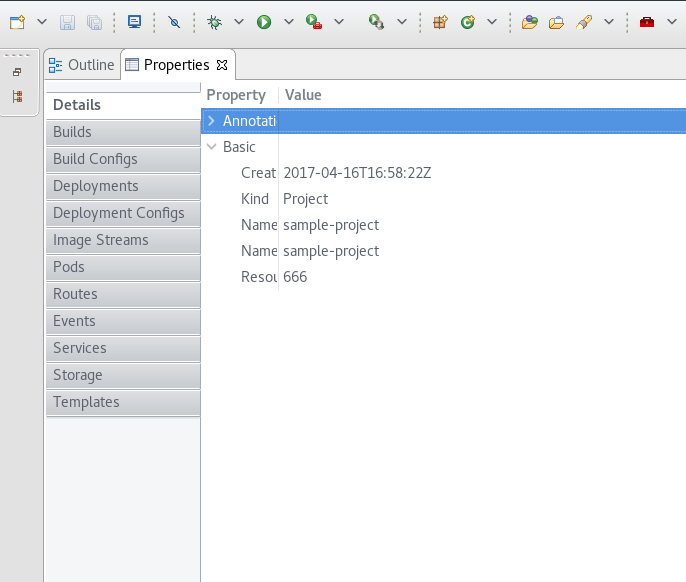 Outline
Properties
Property Value
Details
Builds
Build Configs
Deployments
Deployment Configs
Image Streams
Pods
Routes
Events
Services
Storage
Templates
Annotati
Basic
Creat 2017-04-16T16:58:22Z
Kind Project
Name sample-project
Name sample-project
Resou 666